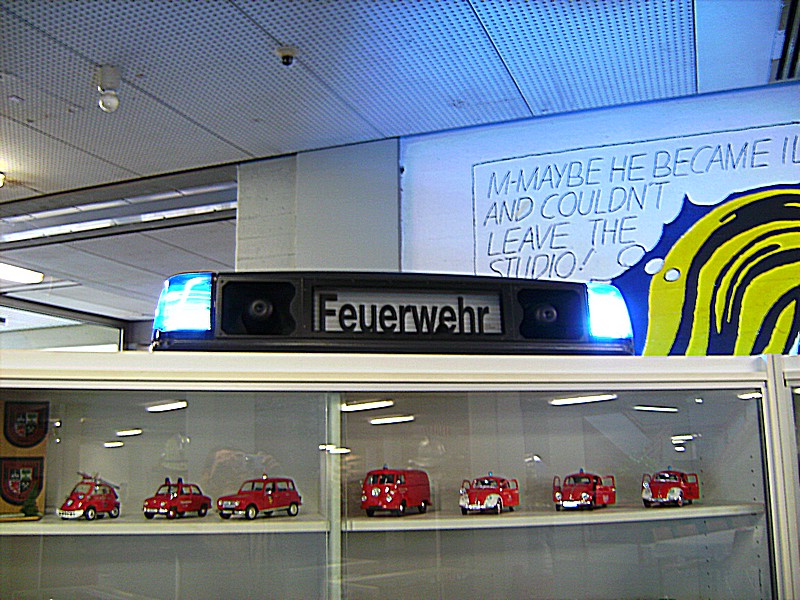 M-MAYBE HE BECAME
AND COULDN'T
LEAVE THE
STUDIO!
Feuerwehr